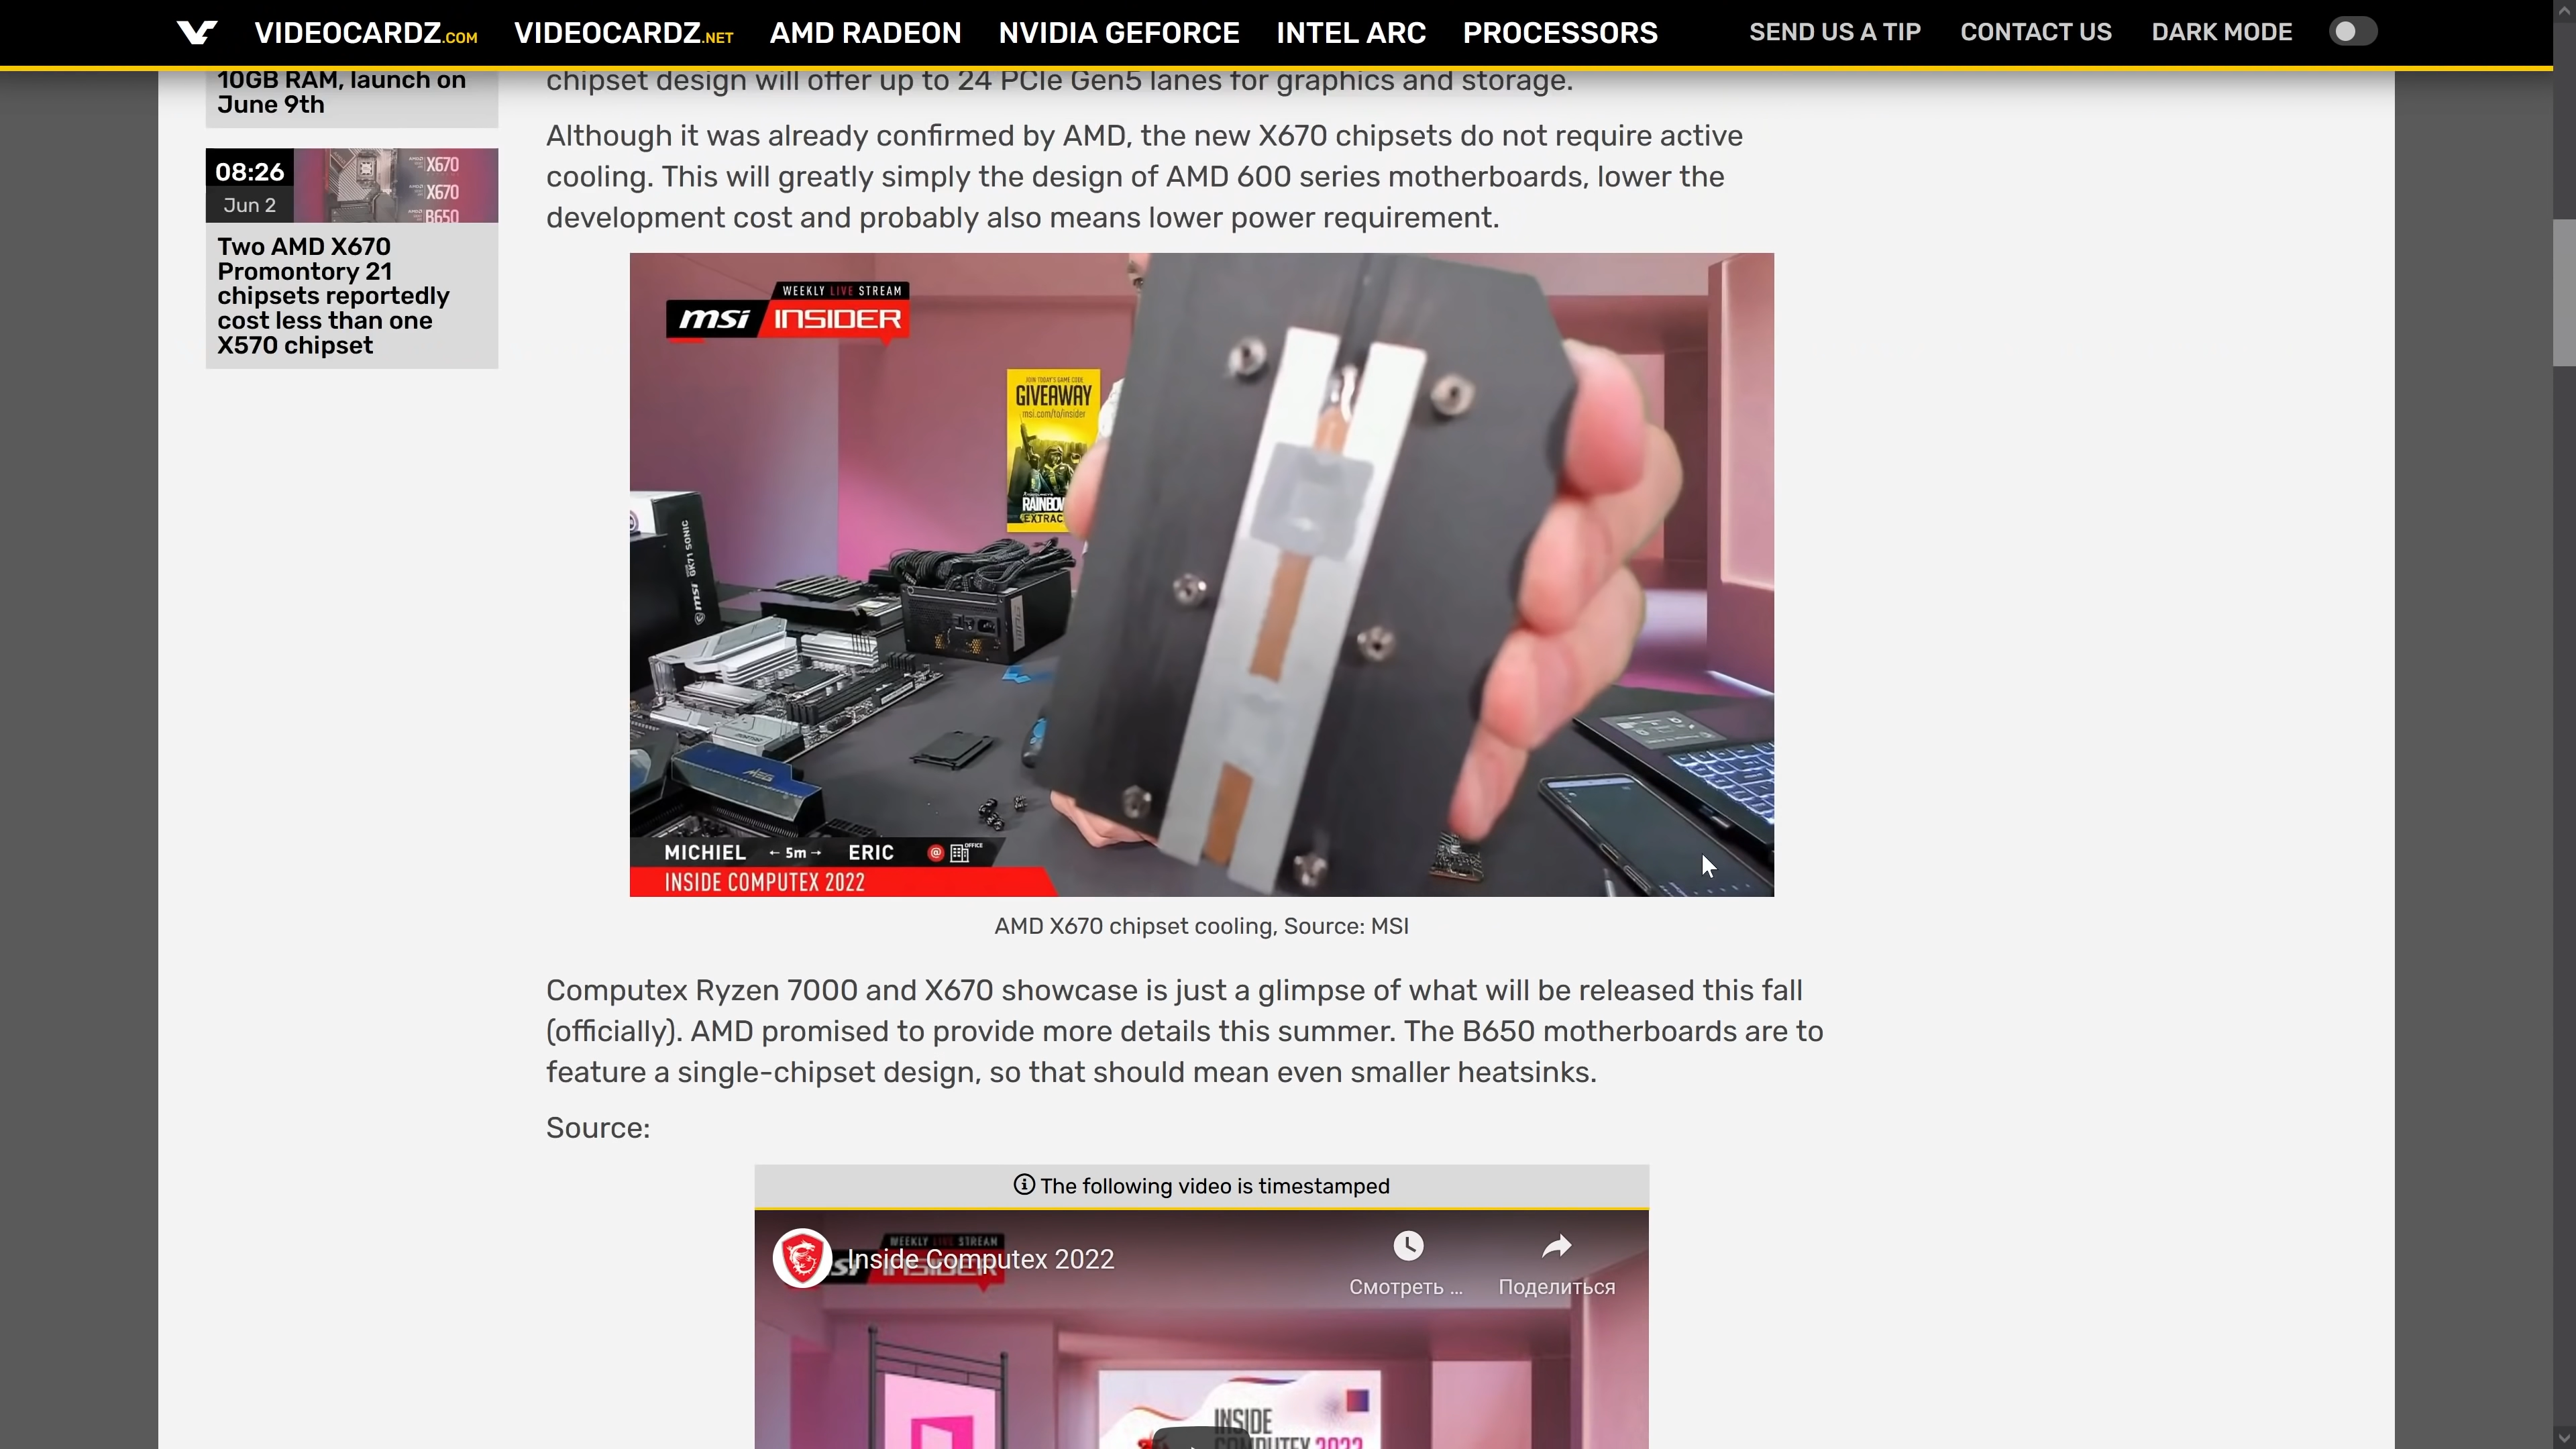 VIDEOCARDZ.COM VIDEOCARDZ.NET AMD RADEON NVIDIA GEFORCE INTEL ARC PROCESSORS SEND US A TIP CONTACT US DARK MODE
10GB RAM, launch on
June 9th
08:26
Jun 2
X670
X670
B650
Two AMD X670
Promontory 21
chipsets reportedly
cost less than one
X570 chipset
chipset design will offer up to 24 PCIe Gen5 lanes for graphics and storage.
Although it was already confirmed by AMD, the new X670 chipsets do not require active
cooling. This will greatly simply the design of AMD 600 series motherboards, lower the
development cost and probably also means lower power requirement.
WEEKLY LIVE STREAM
msi INSIDER
JOIN TODAY'S GAME CODE
GIVEAWAY
msi.com/to/insider
RAINBOW
EXTRAC
msi GK71 SONIC
MEG
MICHIEL ←5m→ ERIC @ OFFICE
INSIDE COMPUTEX 2022
AMD X670 chipset cooling, Source: MSI
Computex Ryzen 7000 and X670 showcase is just a glimpse of what will be released this fall
(officially). AMD promised to provide more details this summer. The B650 motherboards are to
feature a single-chipset design, so that should mean even smaller heatsinks.
Source:
The following video is timestamped
WEEKLY LIVE STREAM
Inside Computex 2022
Смотреть ...
Поделиться
INSIDE
COMPUTEX 2022